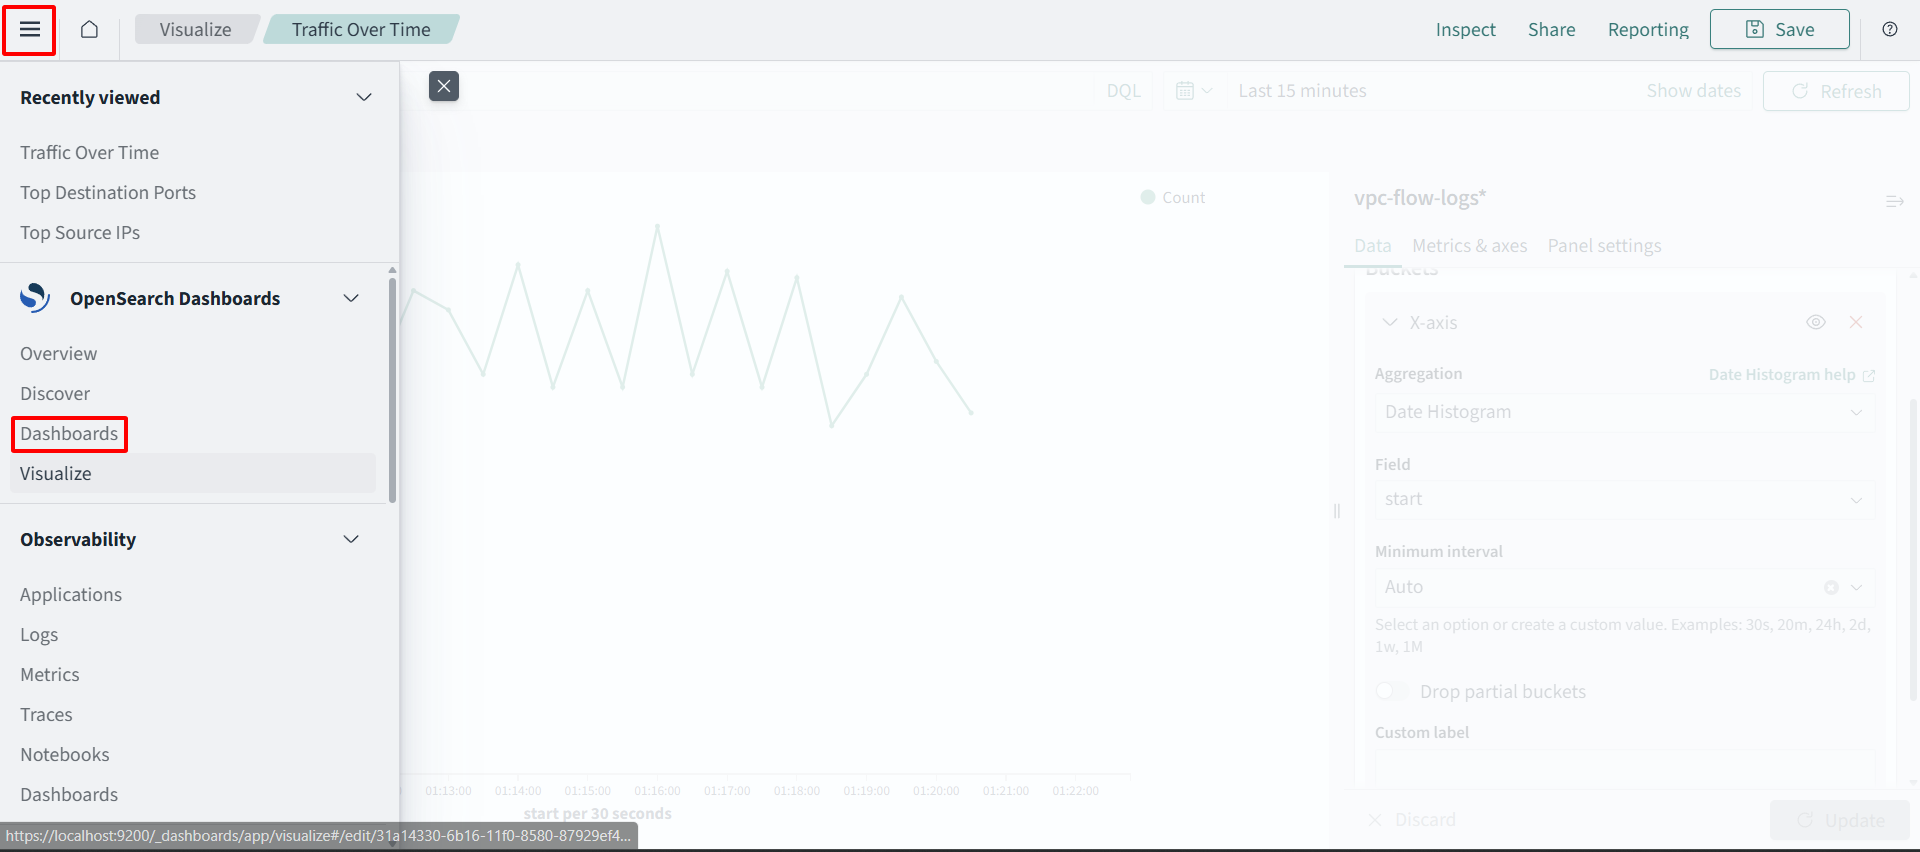 Visualize
Traffic Over Time
Inspect
Share
Reporting
Save
Recently viewed
Traffic Over Time
Top Destination Ports
Top Source IPs
OpenSearch Dashboards
Overview
Discover
Dashboards
Visualize
Observability
Applications
Logs
Metrics
Traces
Notebooks
Dashboards
https://localhost:9200/_dashboards/app/visualize#/edit/31a14330-6b16-11f0-8580-87929ef4...
DQL
Last 15 minutes
Show dates
Refresh
Count
01:13:00 01:14:00 01:15:00 01:16:00 01:17:00 01:18:00 01:19:00 01:20:00 01:21:00 01:22:00
start per 30 seconds
vpc-flow-logs*
Data Metrics & axes Panel settings
Buckets
X-axis
Aggregation Date Histogram help
Date Histogram
Field
start
Minimum interval
Auto
Select an option or create a custom value. Examples: 30s, 20m, 24h, 2d,
1w, 1M
Drop partial buckets
Custom label
Discard
Update